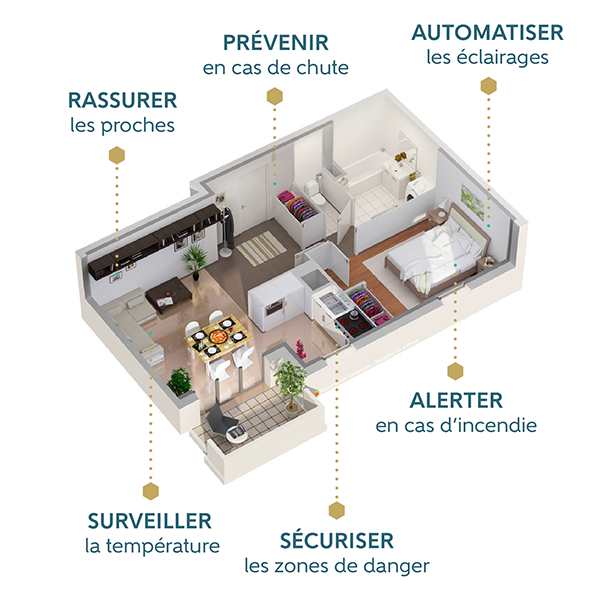 AUTOMATISER
les éclairages
PRÉVENIR
en cas de chute
RASSURER
les proches
ALERTER
en cas d’incendie
SURVEILLER
la température
SÉCURISER
les zones de danger